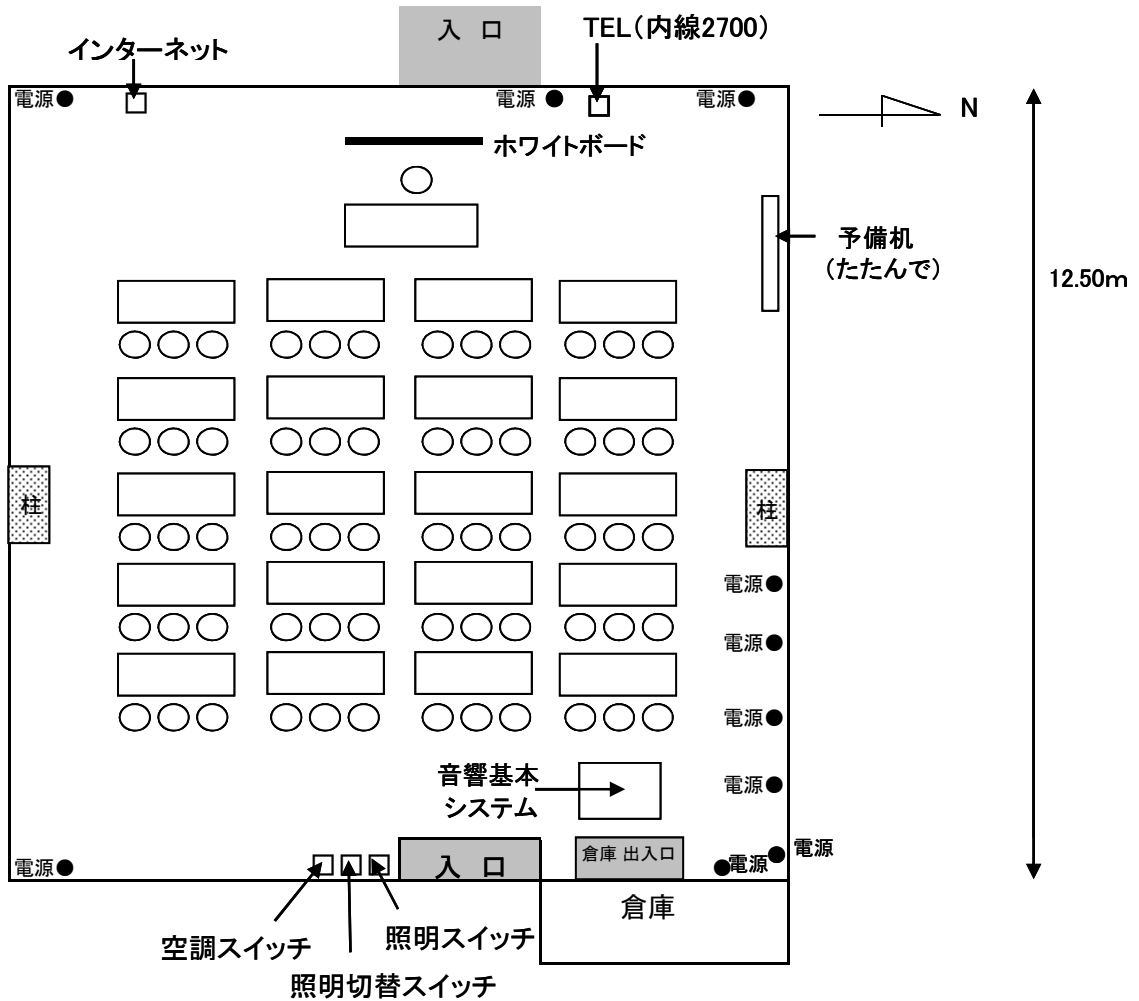 入 口
TEL(内線2700)
インターネット
電源
電源
電源
N
ホワイトボード
予備机
(たたんで)
12.50m
柱
柱
電源
電源
電源
電源
音響基本
システム
電源
入 口
倉庫 出入口
電源
電源
倉庫
空調スイッチ
照明スイッチ
照明切替スイッチ